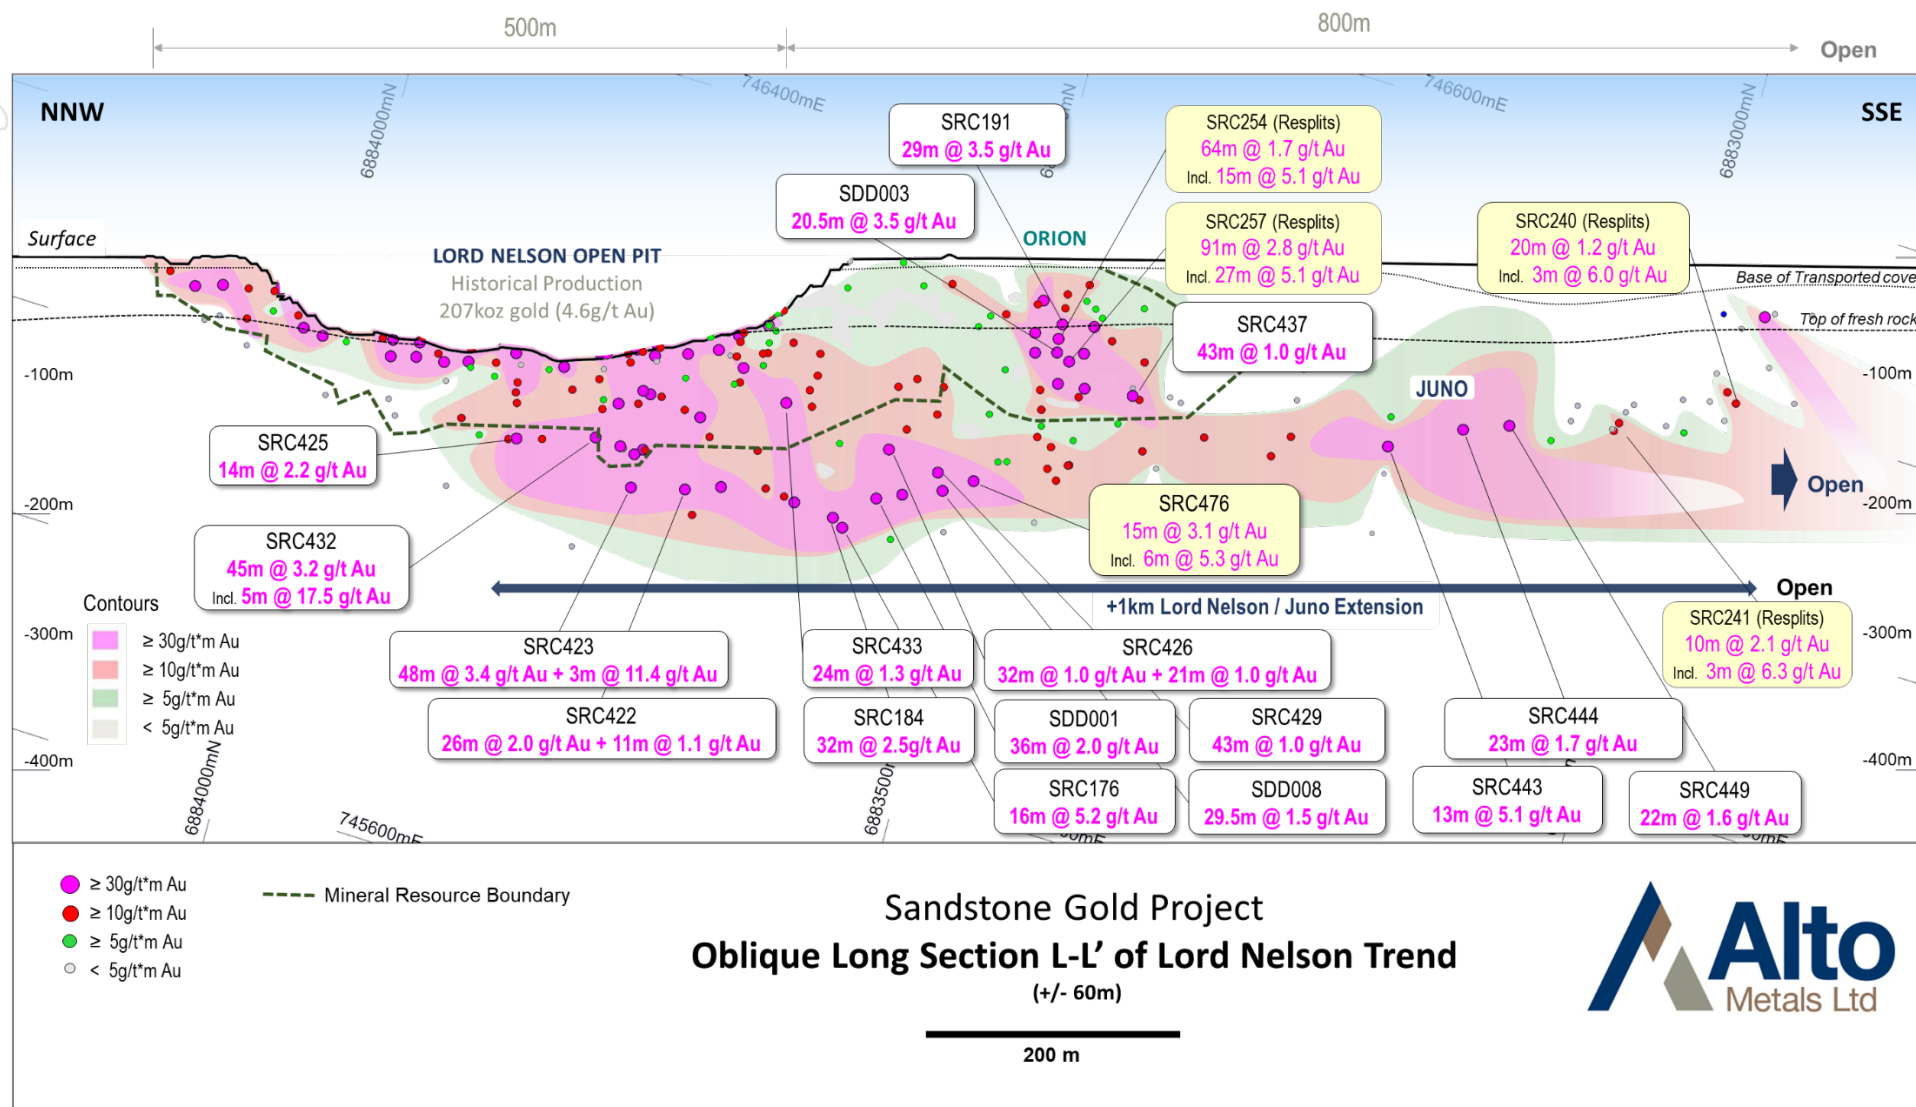 500m
800m
Open
NNW
6884000mN
746400mE
mN
746600mE
6883000mN
SSE
SRC191
29m @ 3.5 g/t Au
SRC254 (Resplits)
64m @ 1.7 g/t Au
Incl. 15m @ 5.1 g/t Au
SDD003
20.5m @ 3.5 g/t Au
SRC257 (Resplits)
91m @ 2.8 g/t Au
Incl. 27m @ 5.1 g/t Au
SRC240 (Resplits)
20m @ 1.2 g/t Au
Incl. 3m @ 6.0 g/t Au
Surface
LORD NELSON OPEN PIT
Historical Production
207koz gold (4.6g/t Au)
ORION
Base of Transported cove
Top of fresh rock
SRC437
43m @ 1.0 g/t Au
-100m
-100m
JUNO
SRC425
14m @ 2.2 g/t Au
Open
-200m
-200m
SRC476
15m @ 3.1 g/t Au
Incl. 6m @ 5.3 g/t Au
SRC432
45m @ 3.2 g/t Au
Incl. 5m @ 17.5 g/t Au
Open
+1km Lord Nelson / Juno Extension
Contours
≥ 30g/t*m Au
≥ 10g/t*m Au
≥ 5g/t*m Au
< 5g/t*m Au
-300m
-300m
SRC241 (Resplits)
10m @ 2.1 g/t Au
Incl. 3m @ 6.3 g/t Au
SRC423
48m @ 3.4 g/t Au + 3m @ 11.4 g/t Au
SRC433
24m @ 1.3 g/t Au
SRC426
32m @ 1.0 g/t Au + 21m @ 1.0 g/t Au
SRC422
26m @ 2.0 g/t Au + 11m @ 1.1 g/t Au
SRC184
32m @ 2.5g/t Au
SDD001
36m @ 2.0 g/t Au
SRC429
43m @ 1.0 g/t Au
SRC444
23m @ 1.7 g/t Au
-400m
-400m
SRC176
16m @ 5.2 g/t Au
SDD008
29.5m @ 1.5 g/t Au
SRC443
13m @ 5.1 g/t Au
SRC449
22m @ 1.6 g/t Au
6884000mN
745600mE
6883500m
≥ 30g/t*m Au
≥ 10g/t*m Au
≥ 5g/t*m Au
< 5g/t*m Au
Mineral Resource Boundary
Sandstone Gold Project
Oblique Long Section L-L’ of Lord Nelson Trend
(+/- 60m)
200 m
Alto
Metals Ltd